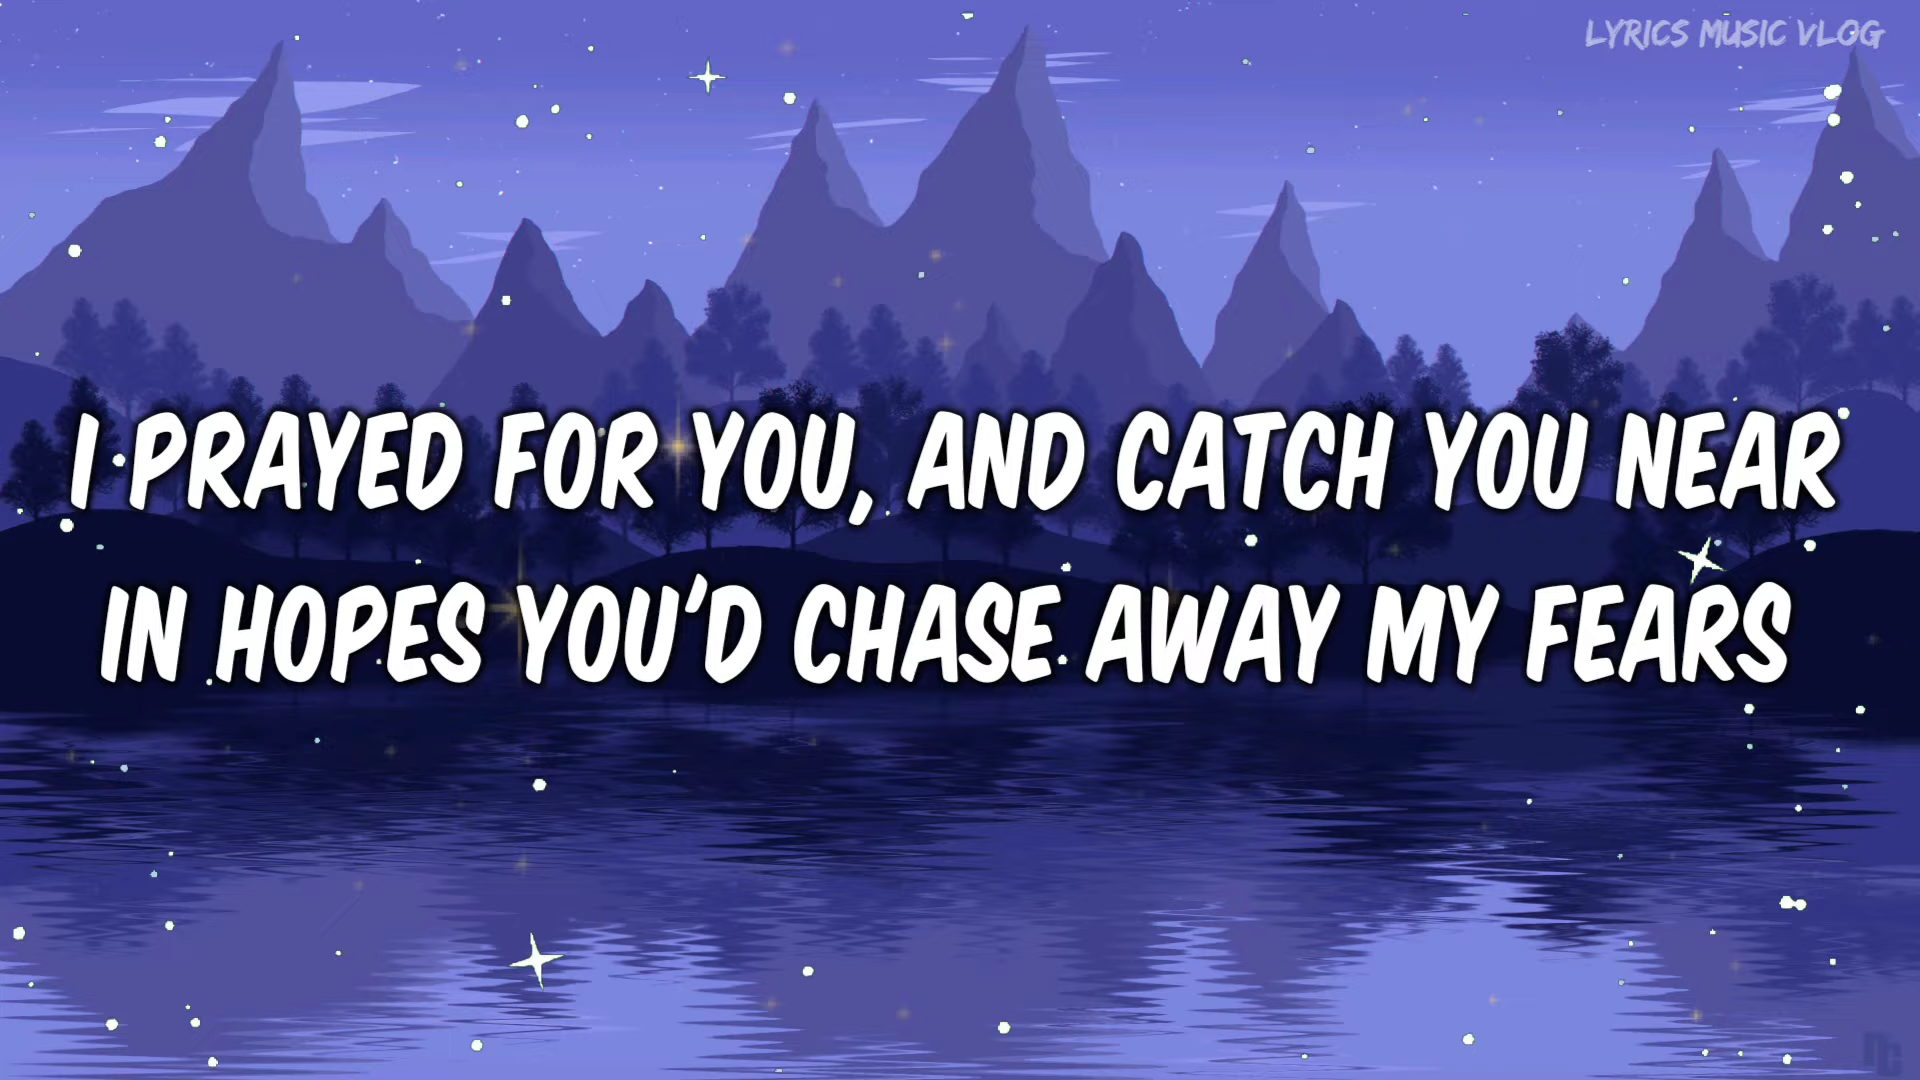 LYRICS MUSIC VLOG
I PRAYED FOR YOU, AND CATCH YOU NEAR
IN HOPES YOU'D CHASE AWAY MY FEARS